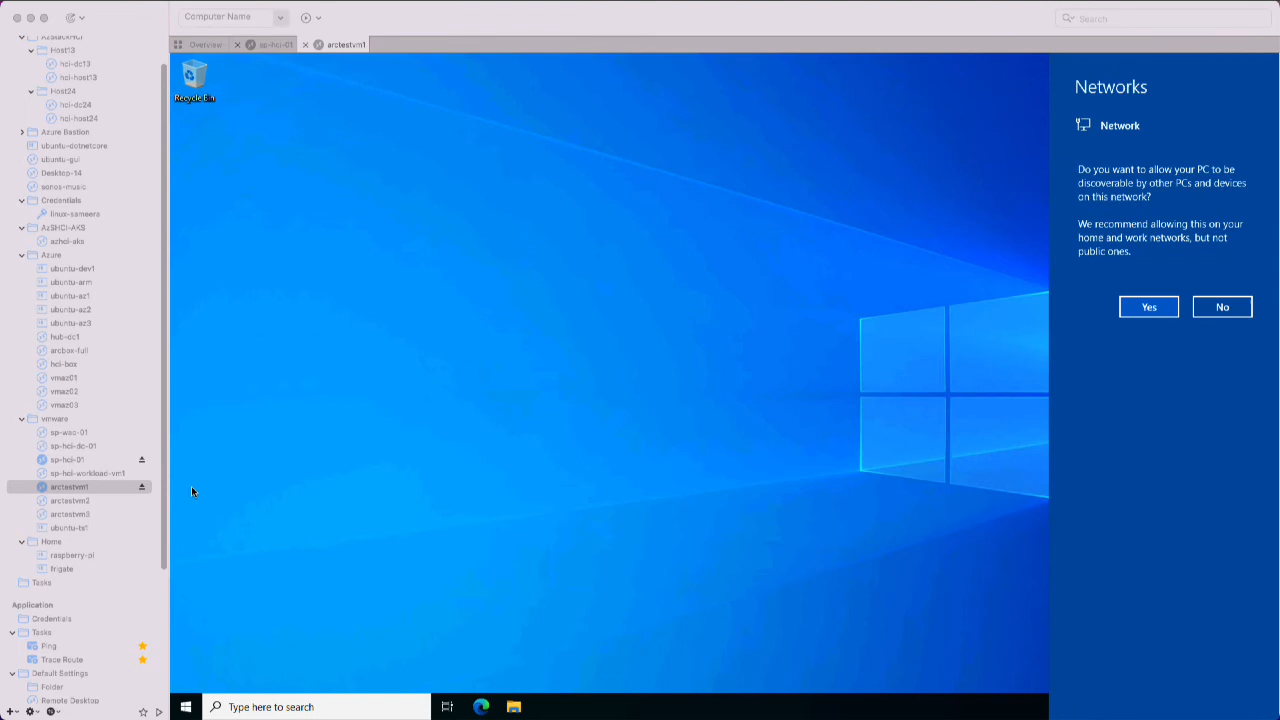 Computer Name
Search
Overview
sp-hci-01
arctestvm1
AzStackHCI
Host13
hci-dc13
hci-host13
Host24
hci-dc24
hci-host24
Azure Bastion
ubuntu-dotnetcore
ubuntu-gui
Desktop-14
sonos-music
Credentials
linux-sameera
AzSHCI-AKS
azhci-aks
Azure
ubuntu-dev1
ubuntu-arm
ubuntu-az1
ubuntu-az2
ubuntu-az3
hub-dc1
arcbox-full
hci-box
vmaz01
vmaz02
vmaz03
vmware
sp-wac-01
sp-hci-dc-01
sp-hci-01
sp-hci-workload-vm1
arctestvm1
arctestvm2
arctestvm3
ubuntu-ts1
Home
raspberry-pi
frigate
Tasks
Application
Credentials
Tasks
Ping
Trace Route
Default Settings
Folder
Remote Desktop
Recycle Bin
Networks
Network
Do you want to allow your PC to be
discoverable by other PCs and devices
on this network?
We recommend allowing this on your
home and work networks, but not
public ones.
Yes
No
Type here to search